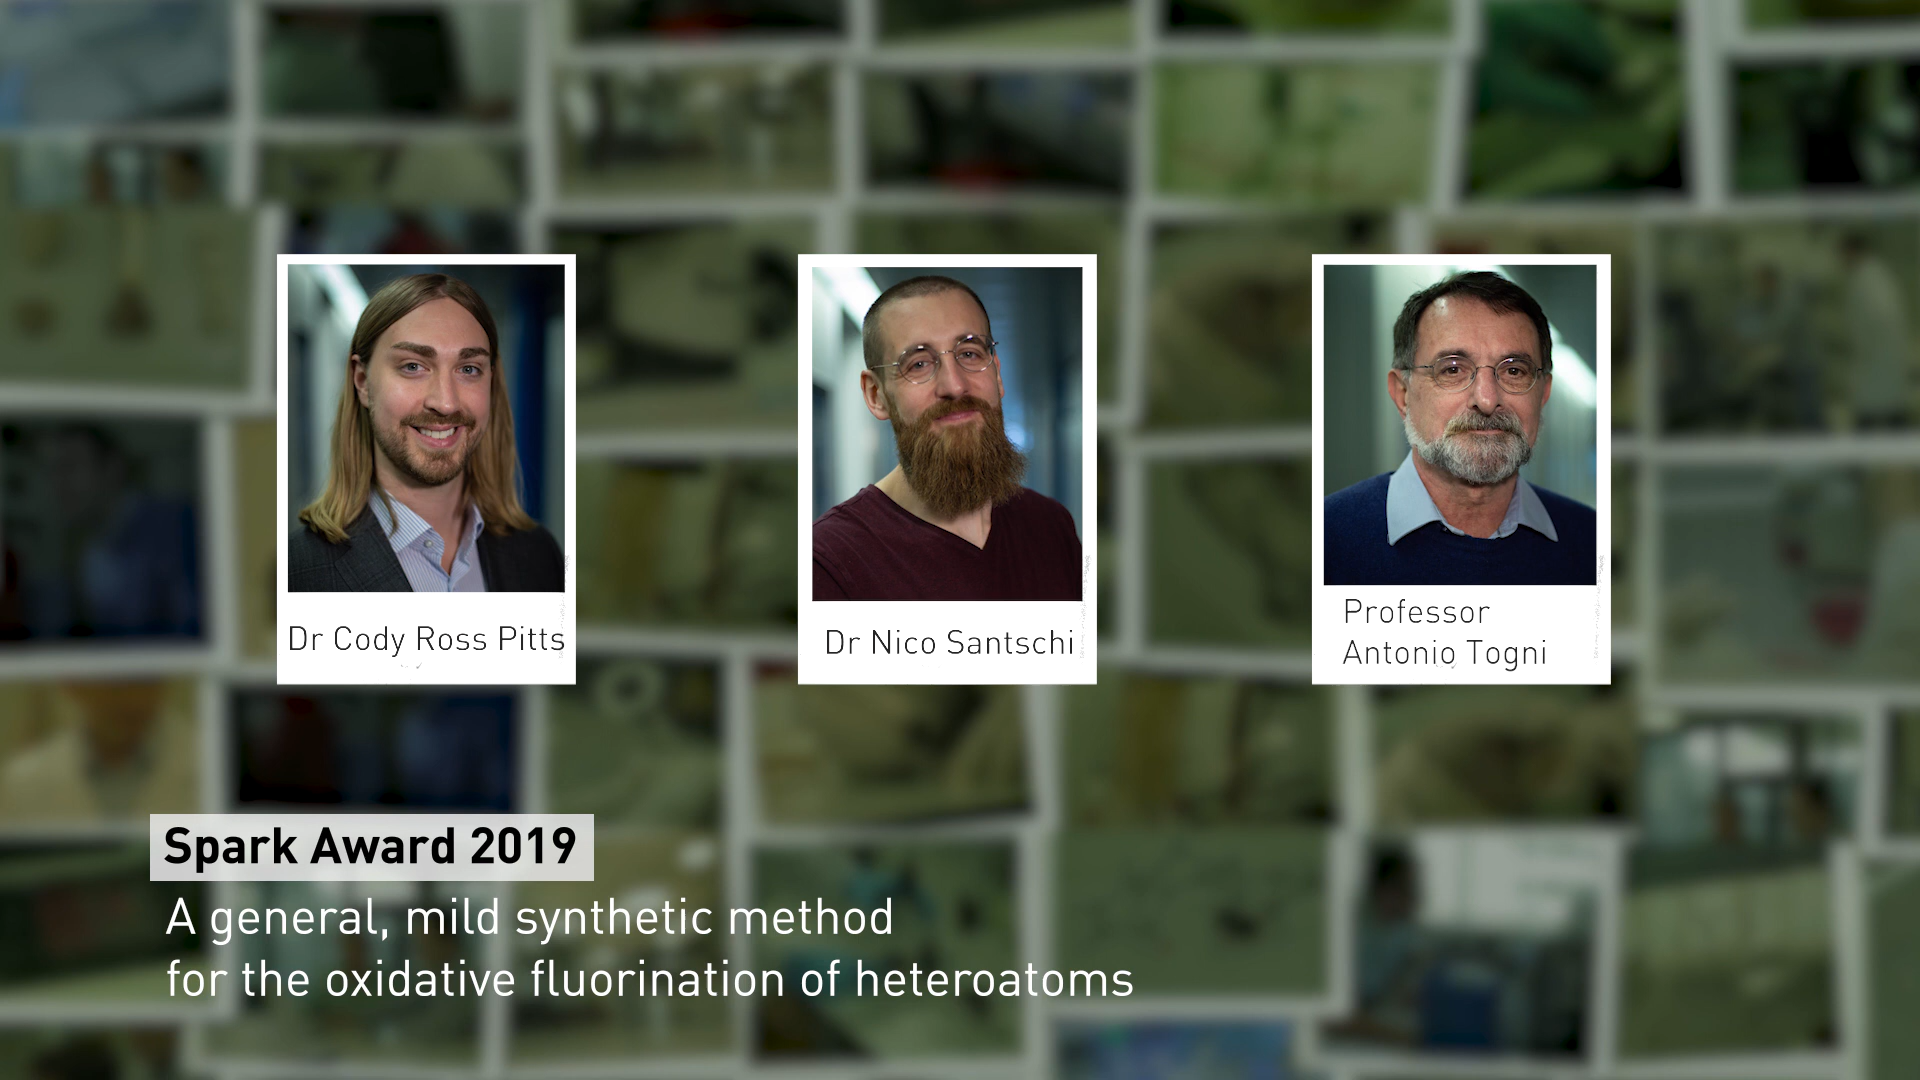 Dr Cody Ross Pitts
Dr Nico Santschi
Professor
Antonio Togni
Spark Award 2019
A general, mild synthetic method
for the oxidative fluorination of heteroatoms